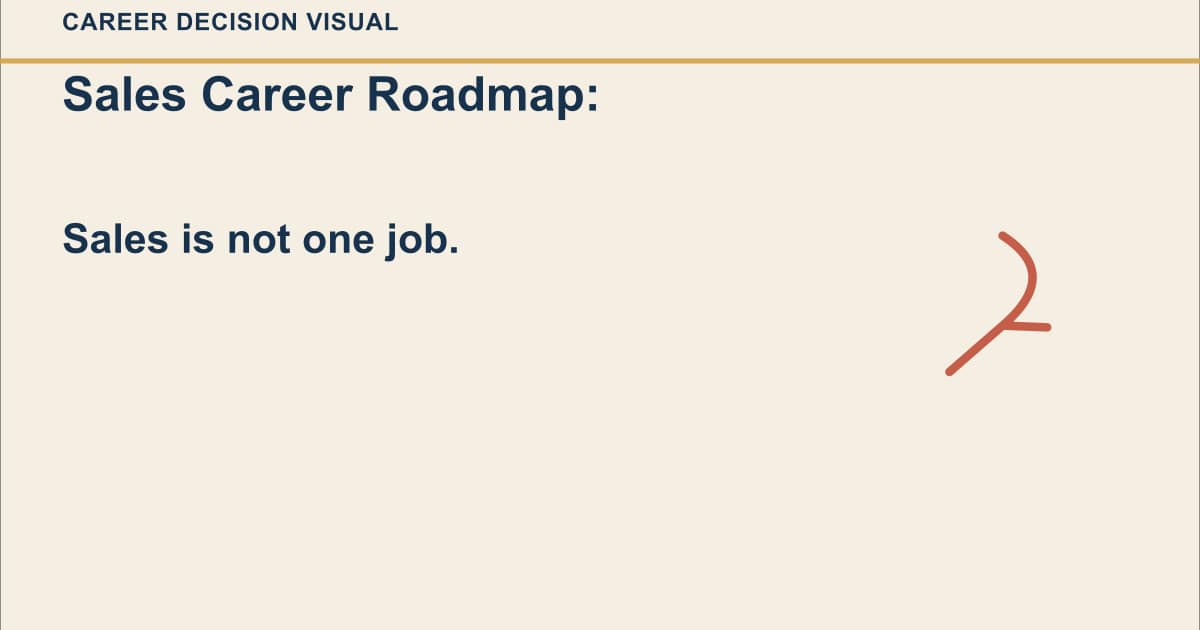 CAREER DECISION VISUAL
Sales Career Roadmap:
Sales is not one job.